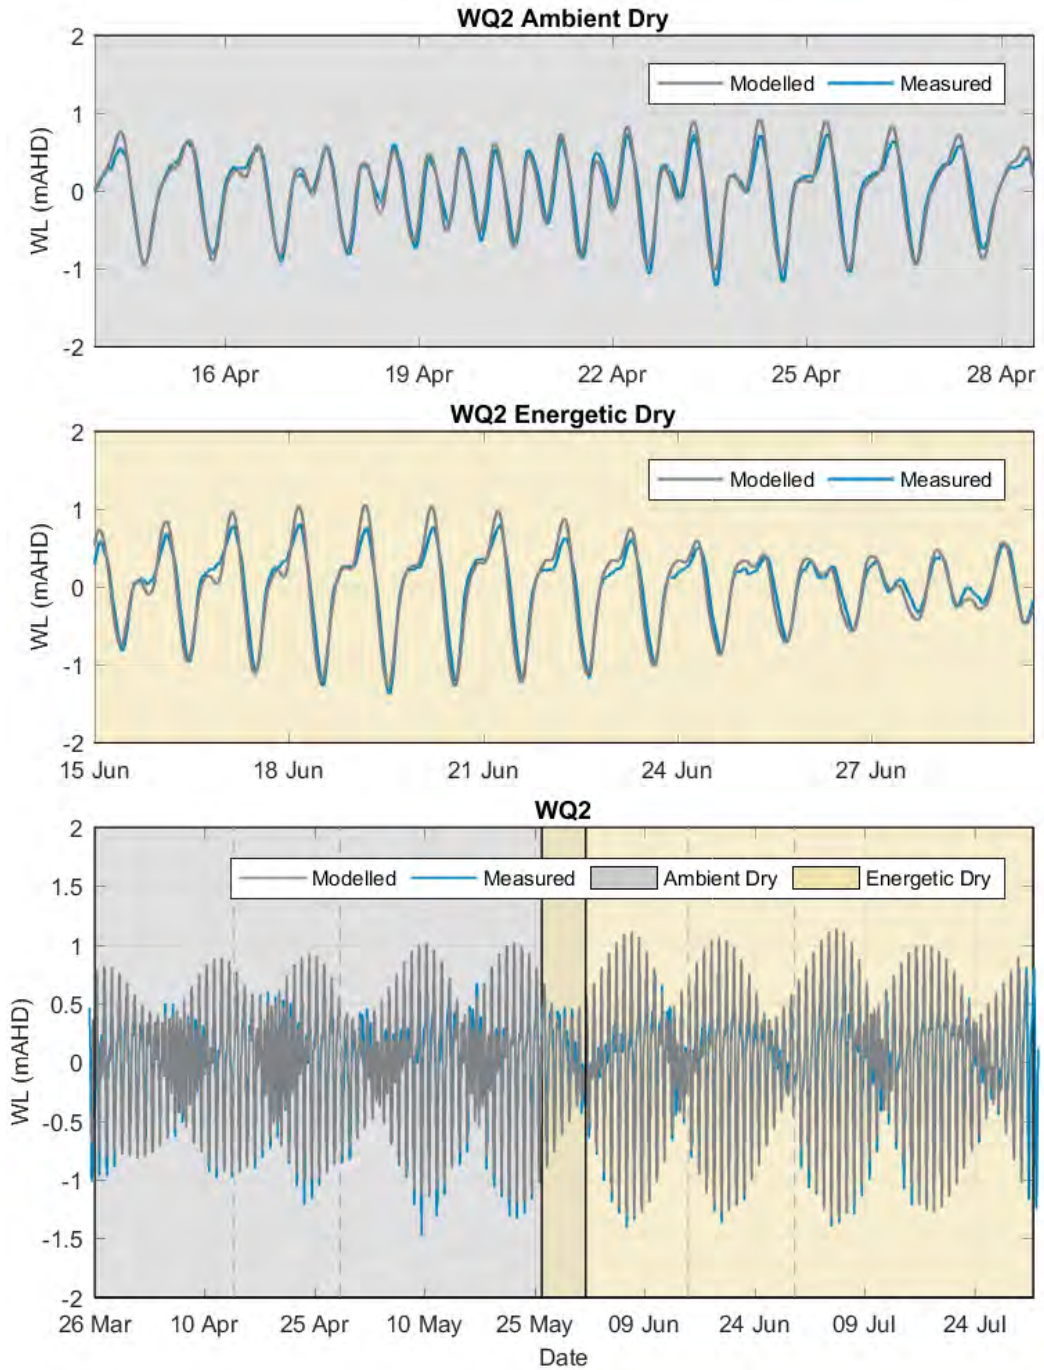 WQ2 Ambient Dry
2
1
0
-1
-2
WL (mAHD)
Modelled Measured
16 Apr 19 Apr 22 Apr 25 Apr 28 Apr
WQ2 Energetic Dry
2
1
0
-1
-2
WL (mAHD)
Modelled Measured
15 Jun 18 Jun 21 Jun 24 Jun 27 Jun
WQ2
2
1.5
1
0.5
0
-0.5
-1
-1.5
-2
WL (mAHD)
Modelled Measured Ambient Dry Energetic Dry
26 Mar 10 Apr 25 Apr 10 May 25 May 09 Jun 24 Jun 09 Jul 24 Jul
Date